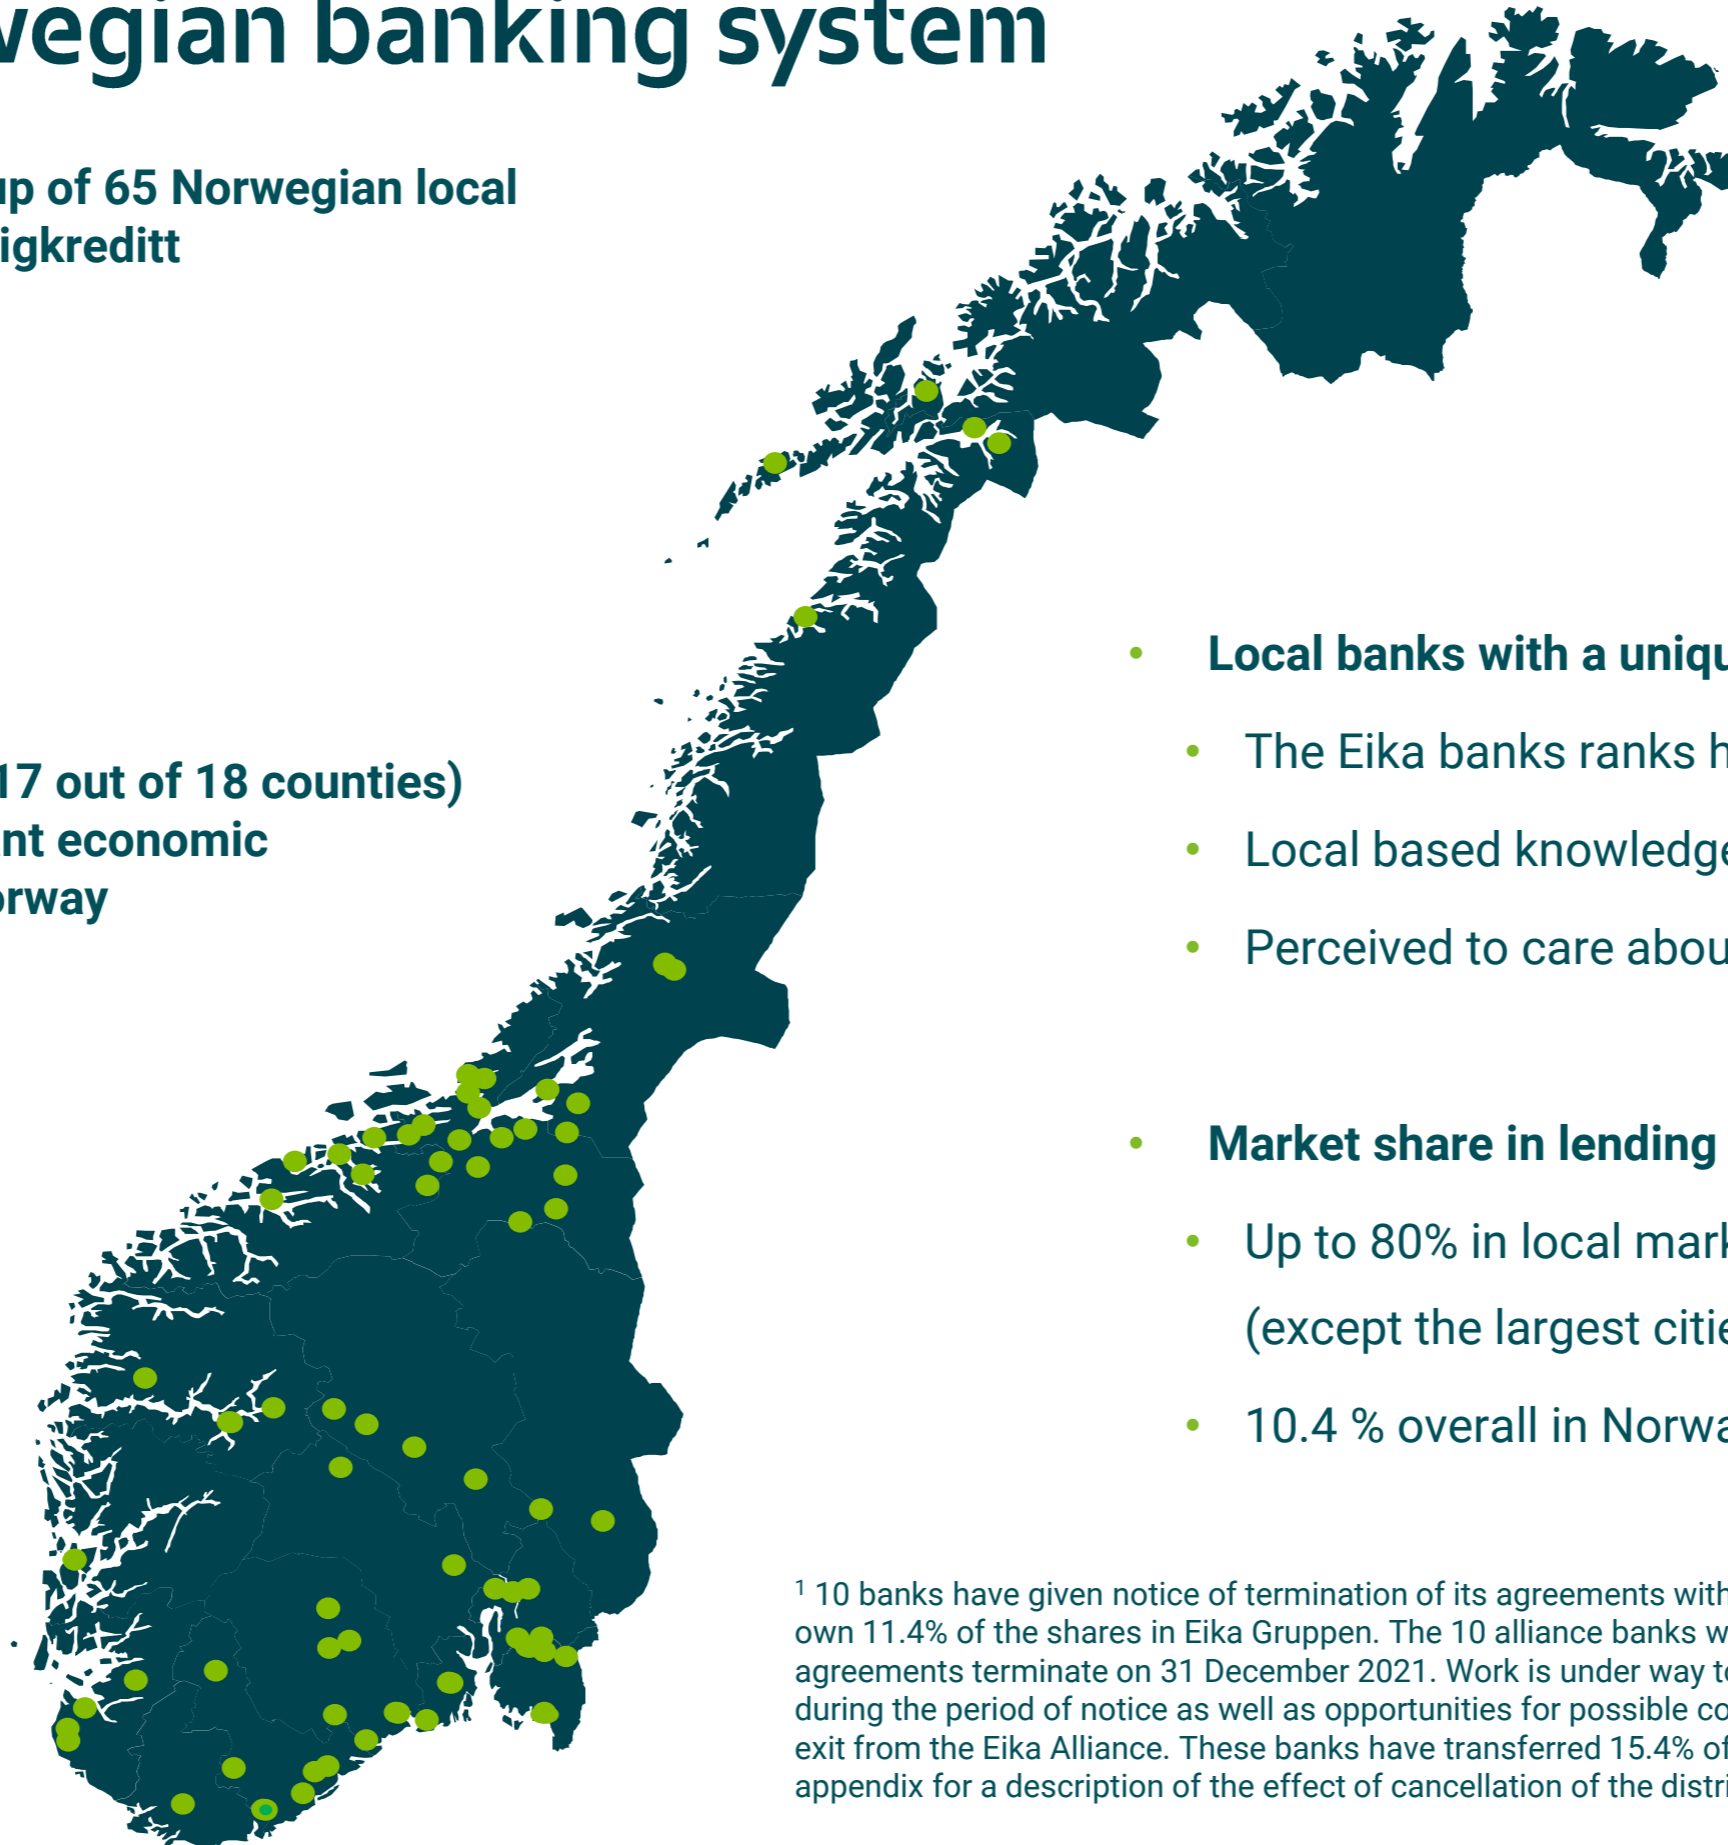 vegian banking system
up of 65 Norwegian local
igkreditt
17 out of 18 counties)
nt economic
orway
• Local banks with a uniqu
• The Eika banks ranks h
• Local based knowledge
• Perceived to care abou
• Market share in lending
• Up to 80% in local mark
(except the largest citie
• 10.4 % overall in Norwa
1 10 banks have given notice of termination of its agreements with
own 11.4% of the shares in Eika Gruppen. The 10 alliance banks w
agreements terminate on 31 December 2021. Work is under way to
during the period of notice as well as opportunities for possible co
exit from the Eika Alliance. These banks have transferred 15.4% of
appendix for a description of the effect of cancellation of the distri